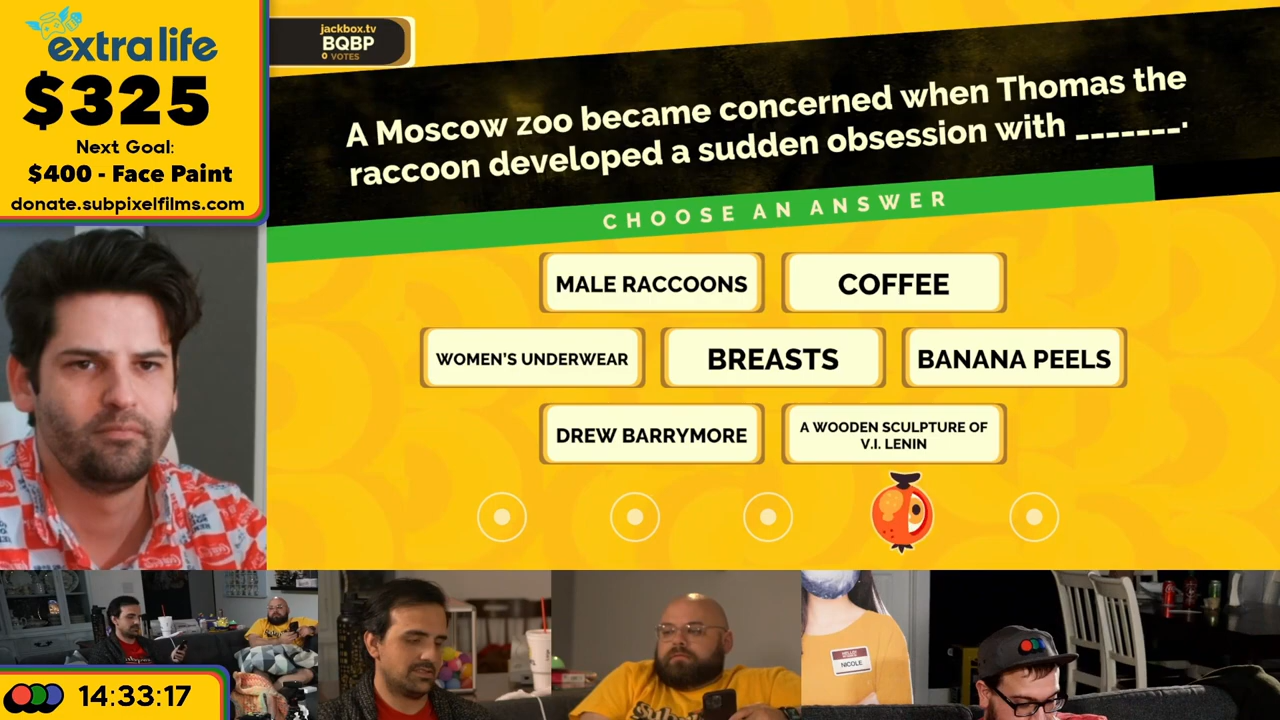 extralife
$325
Next Goal:
$400 - Face Paint
donate.subpixelfilms.com
jackbox.tv
BQBP
0 VOTES
A Moscow zoo became concerned when Thomas the
raccoon developed a sudden obsession with _______.
CHOOSE AN ANSWER
MALE RACCOONS
COFFEE
WOMEN'S UNDERWEAR
BREASTS
BANANA PEELS
DREW BARRYMORE
A WOODEN SCULPTURE OF
V.I. LENIN
NICOLE
14:33:17